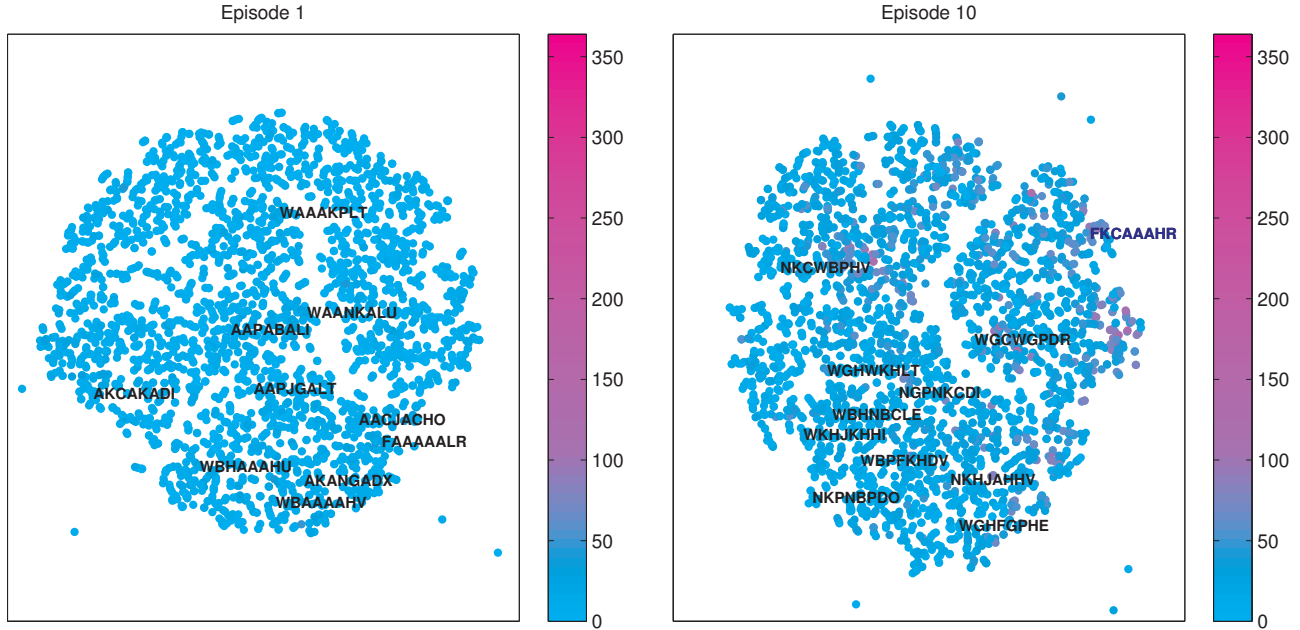 Episode 1
WAAAKPLT
WAANKALU
AAPABALI
AKCAKADI
AAPJGALT
AACJACHO
FAAAAALR
WBHAAAHU
AKANGADX
WBAAAAHV
350
300
250
200
150
100
50
0
Episode 10
FKCAAAHR
NKCWBPHV
WGCWGPDR
WGHWKHLT
NGPNKCDI
WBHNBCLE
WKHJKHHI
WBPFKHDV
NKHJAHHV
NKPNBPDO
WGHFGPHE
350
300
250
200
150
100
50
0